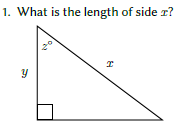 1. What is the length of side x?
z°
x
y